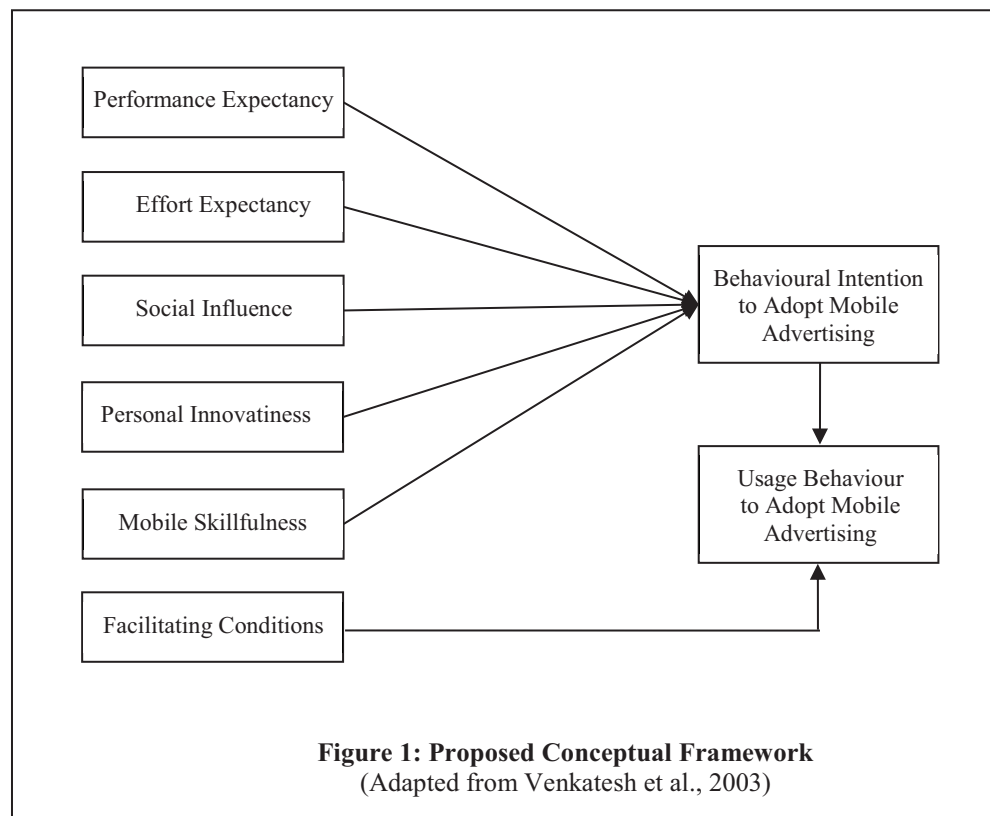 Performance Expectancy
Effort Expectancy
Social Influence
Personal Innovatiness
Mobile Skillfulness
Facilitating Conditions
Behavioural Intention
to Adopt Mobile
Advertising
Usage Behaviour
to Adopt Mobile
Advertising
Figure 1: Proposed Conceptual Framework
(Adapted from Venkatesh et al., 2003)